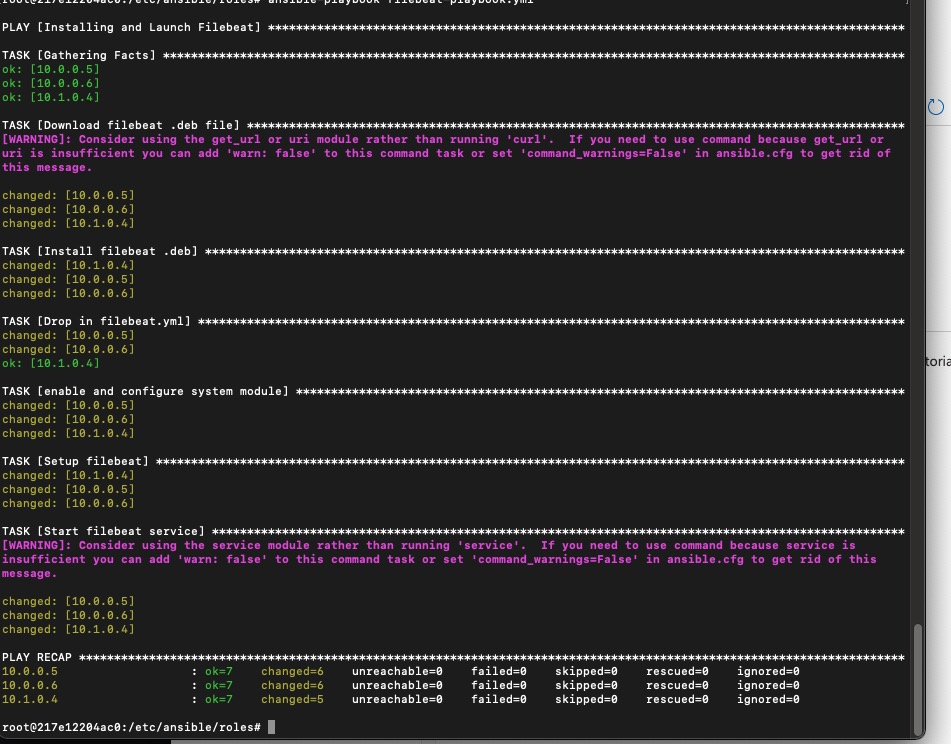 root@217e12204ac0:/etc/ansible/roles# ansible-playbook filebeat-playbook.yml
PLAY [Installing and Launch Filebeat] *******************************************************************************************
TASK [Gathering Facts] **********************************************************************************************************
ok: [10.0.0.5]
ok: [10.0.0.6]
ok: [10.1.0.4]
TASK [Download filebeat .deb file] **********************************************************************************************
[WARNING]: Consider using the get_url or uri module rather than running 'curl'.  If you need to use command because get_url or
uri is insufficient you can add 'warn: false' to this command task or set 'command_warnings=False' in ansible.cfg to get rid of
this message.
changed: [10.0.0.5]
changed: [10.0.0.6]
changed: [10.1.0.4]
TASK [Install filebeat .deb] ****************************************************************************************************
changed: [10.1.0.4]
changed: [10.0.0.5]
changed: [10.0.0.6]
TASK [Drop in filebeat.yml] *****************************************************************************************************
changed: [10.0.0.5]
changed: [10.0.0.6]
ok: [10.1.0.4]
TASK [enable and configure system module] ***************************************************************************************
changed: [10.0.0.5]
changed: [10.0.0.6]
changed: [10.1.0.4]
TASK [Setup filebeat] ***********************************************************************************************************
changed: [10.1.0.4]
changed: [10.0.0.5]
changed: [10.0.0.6]
TASK [Start filebeat service] ***************************************************************************************************
[WARNING]: Consider using the service module rather than running 'service'.  If you need to use command because service is
insufficient you can add 'warn: false' to this command task or set 'command_warnings=False' in ansible.cfg to get rid of this
message.
changed: [10.0.0.5]
changed: [10.0.0.6]
changed: [10.1.0.4]
PLAY RECAP **********************************************************************************************************************
10.0.0.5                   : ok=7    changed=6    unreachable=0    failed=0    skipped=0    rescued=0    ignored=0
10.0.0.6                   : ok=7    changed=6    unreachable=0    failed=0    skipped=0    rescued=0    ignored=0
10.1.0.4                   : ok=7    changed=5    unreachable=0    failed=0    skipped=0    rescued=0    ignored=0
root@217e12204ac0:/etc/ansible/roles#